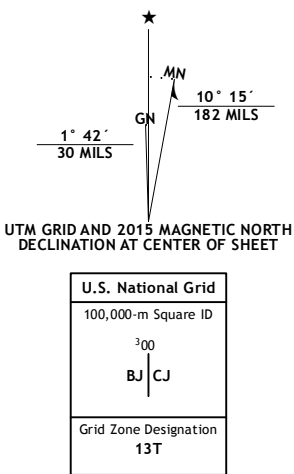 MN
GN
10° 15´
182 MILS
1° 42´
30 MILS
UTM GRID AND 2015 MAGNETIC NORTH
DECLINATION AT CENTER OF SHEET
U.S. National Grid
100,000-m Square ID
³00
BJ CJ
Grid Zone Designation
13T